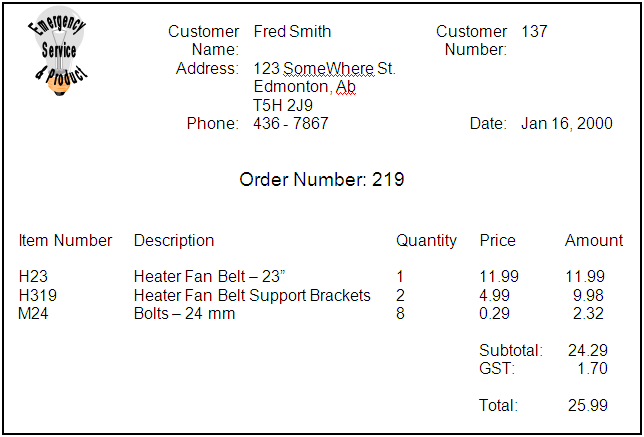 Emergency
Service
& Product
Customer Name: Fred Smith Customer Number: 137
Address: 123 SomeWhere St.
Edmonton, Ab
T5H 2J9
Phone: 436 - 7867 Date: Jan 16, 2000
Order Number: 219
Item Number Description Quantity Price Amount
H23 Heater Fan Belt – 23” 1 11.99 11.99
H319 Heater Fan Belt Support Brackets 2 4.99 9.98
M24 Bolts – 24 mm 8 0.29 2.32
Subtotal: 24.29
GST: 1.70
Total: 25.99